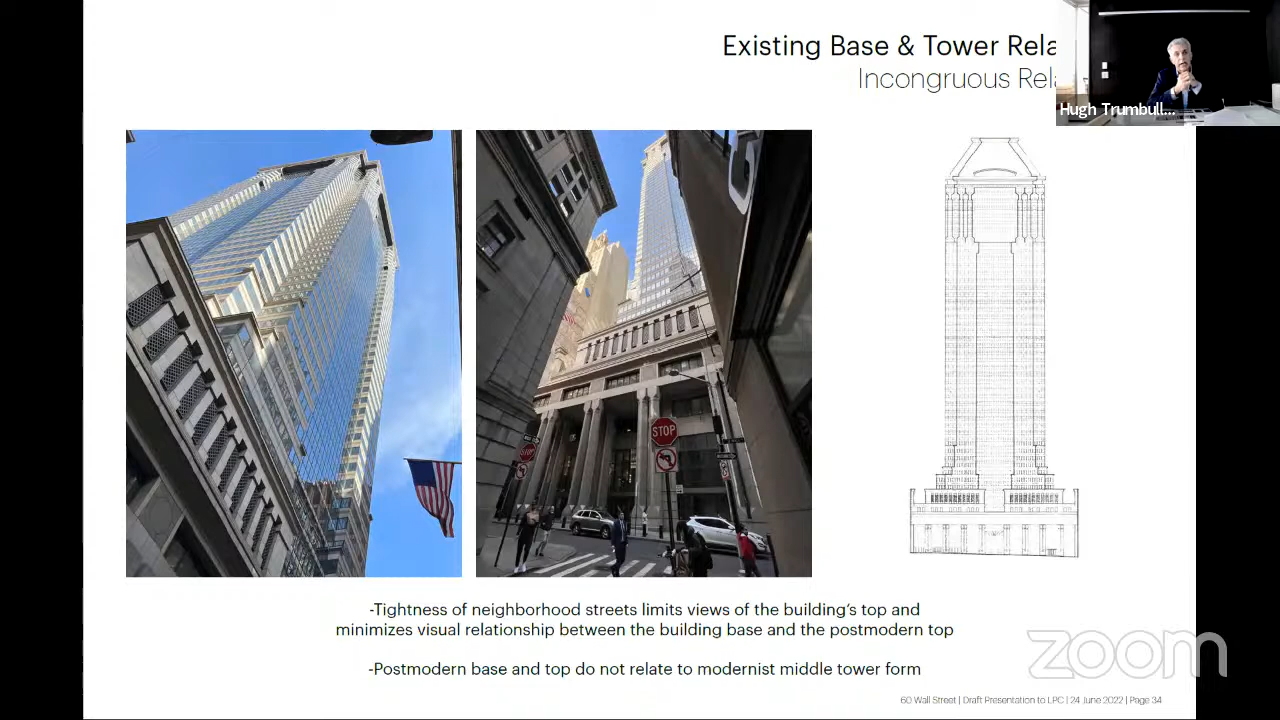 Existing Base & Tower Rela
Incongruous Rela
Hugh Trumbull...
STOP
STOP
-Tightness of neighborhood streets limits views of the building's top and
minimizes visual relationship between the building base and the postmodern top
-Postmodern base and top do not relate to modernist middle tower form
zoom
60 Wall Street | Draft Presentation to LPC | 24 June 2022 | Page 34